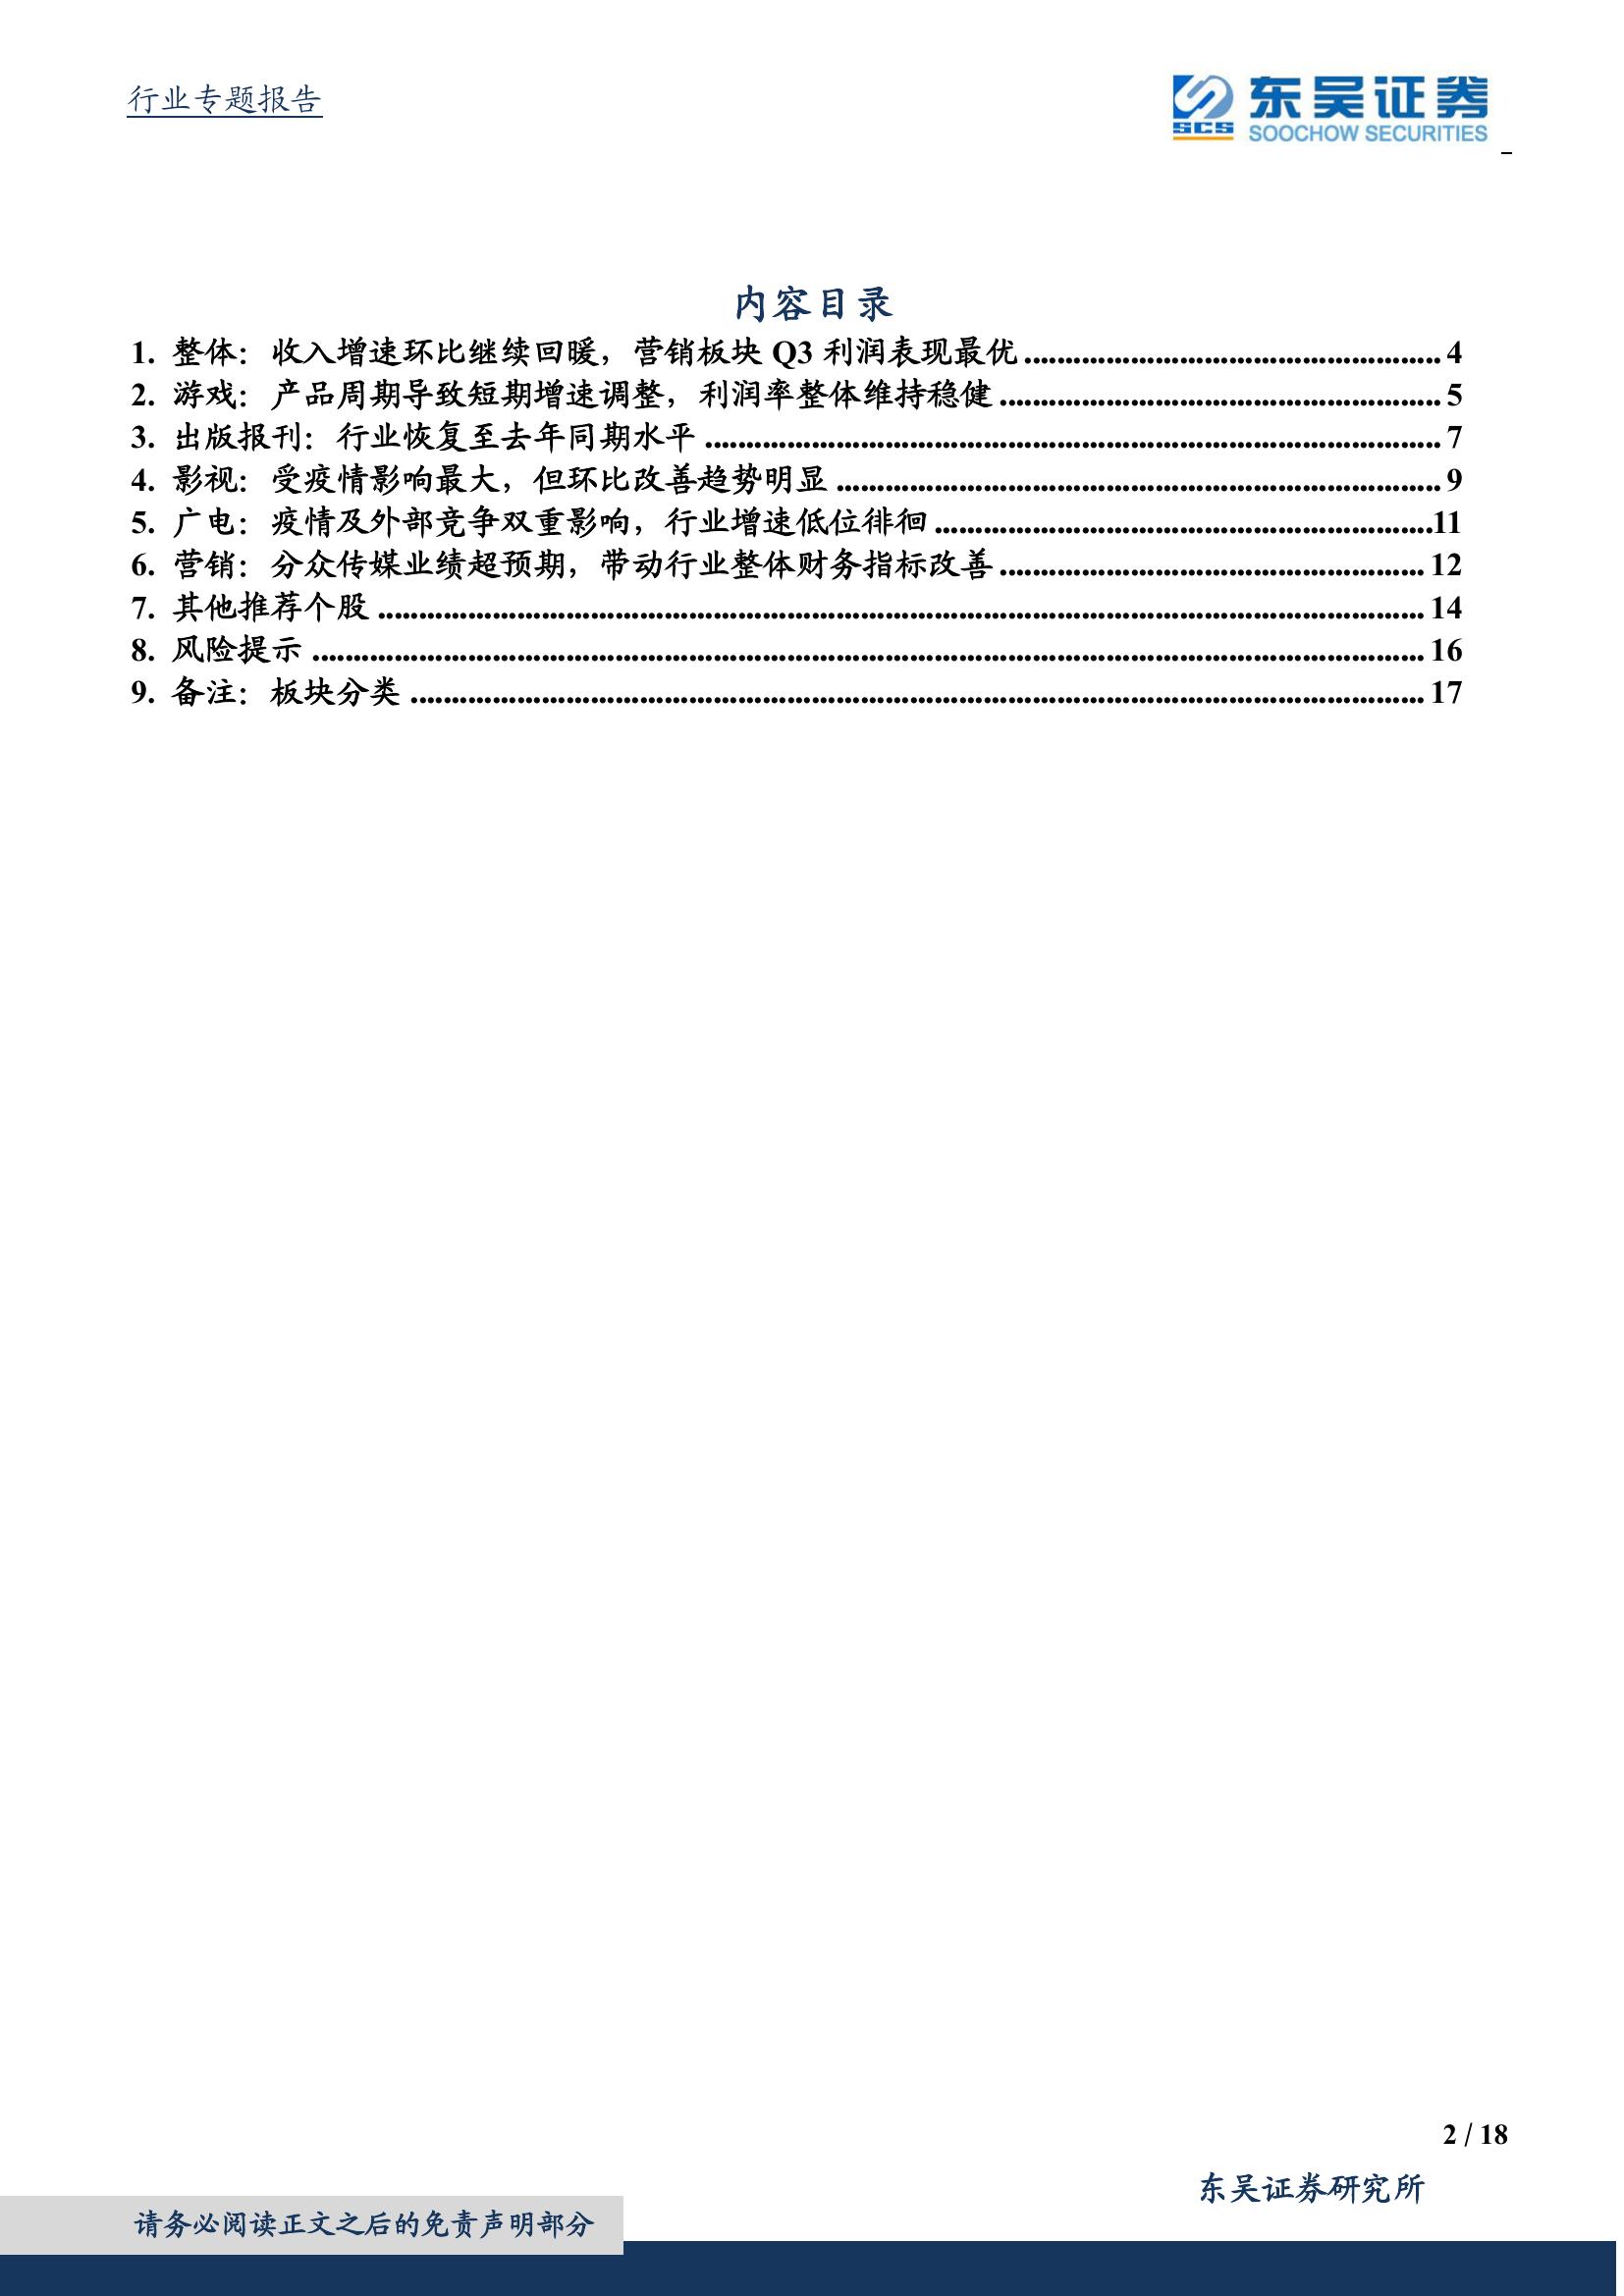 行业专题报告
东吴证券
SCS
SOOCHOW SECURITIES
内容目录
1. 整体：收入增速环比继续回暖，营销板块 Q3 利润表现最优 ................................................... 4
2. 游戏：产品周期导致短期增速调整，利润率整体维持稳健 ...................................................... 5
3. 出版报刊：行业恢复至去年同期水平 .......................................................................................... 7
4. 影视：受疫情影响最大，但环比改善趋势明显 .......................................................................... 9
5. 广电：疫情及外部竞争双重影响，行业增速低位徘徊 .............................................................11
6. 营销：分众传媒业绩超预期，带动行业整体财务指标改善 .................................................... 12
7. 其他推荐个股 ................................................................................................................................ 14
8. 风险提示 ........................................................................................................................................ 16
9. 备注：板块分类 ............................................................................................................................ 17
2 / 18
东吴证券研究所
请务必阅读正文之后的免责声明部分